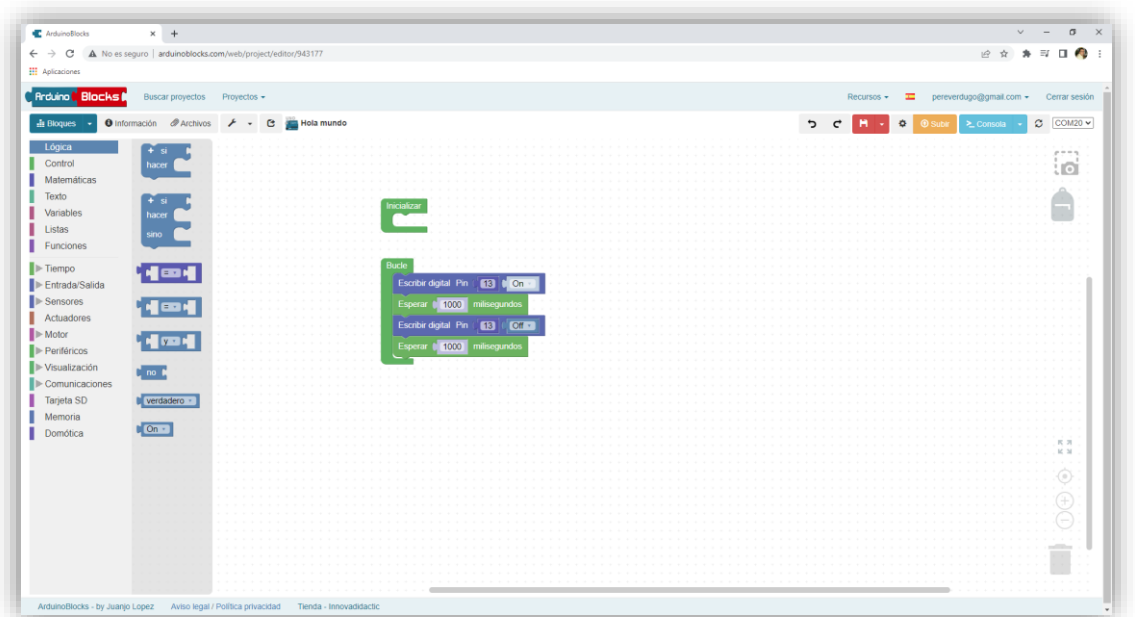 ArduinoBlocks
No es seguro arduinoblocks.com/web/project/editor/943177
Aplicaciones
Arduino Blocks Buscar proyectos Proyectos Recursos pereverdugo@gmail.com Cerrar sesión
Bloques Información Archivos Hola mundo Subir Consola COM20
Lógica
Control
Matemáticas
Texto
Variables
Listas
Funciones
Tiempo
Entrada/Salida
Sensores
Actuadores
Motor
Periféricos
Visualización
Comunicaciones
Tarjeta SD
Memoria
Domótica
+ si
hacer
+ si
hacer
sino
=
=
y
no
verdadero
On
Inicializar
Bucle
Escribir digital Pin 13 On
Esperar 1000 milisegundos
Escribir digital Pin 13 Off
Esperar 1000 milisegundos
ArduinoBlocks - by Juanjo Lopez Aviso legal / Política privacidad Tienda - Innovadidactic